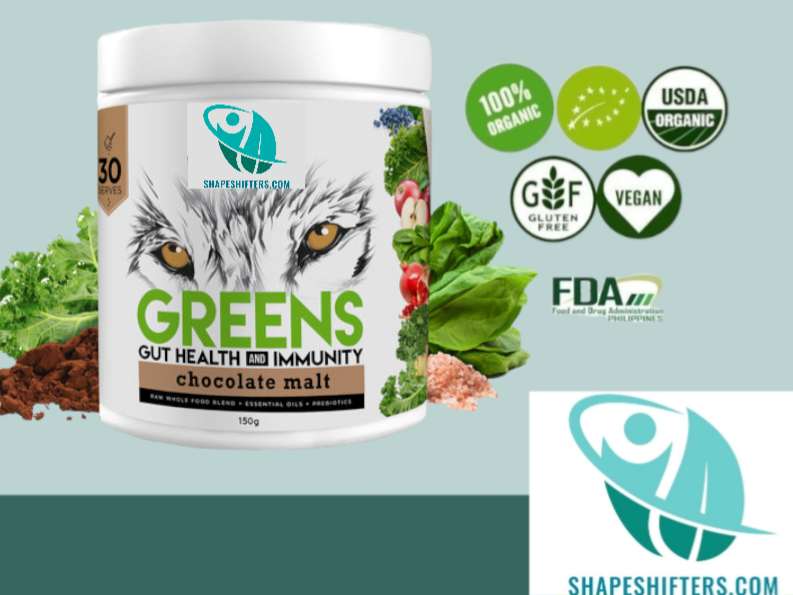 SHAPESHIFTERS.COM
30
SERVES
GREENS
GUT HEALTH AND IMMUNITY
chocolate malt
RAW WHOLE FOOD BLEND • ESSENTIAL OILS • PREBIOTICS
150g
100%
ORGANIC
USDA
ORGANIC
GF
GLUTEN
FREE
VEGAN
FDA
Food and Drug Administration
PHILIPPINES
SHAPESHIFTERS.COM